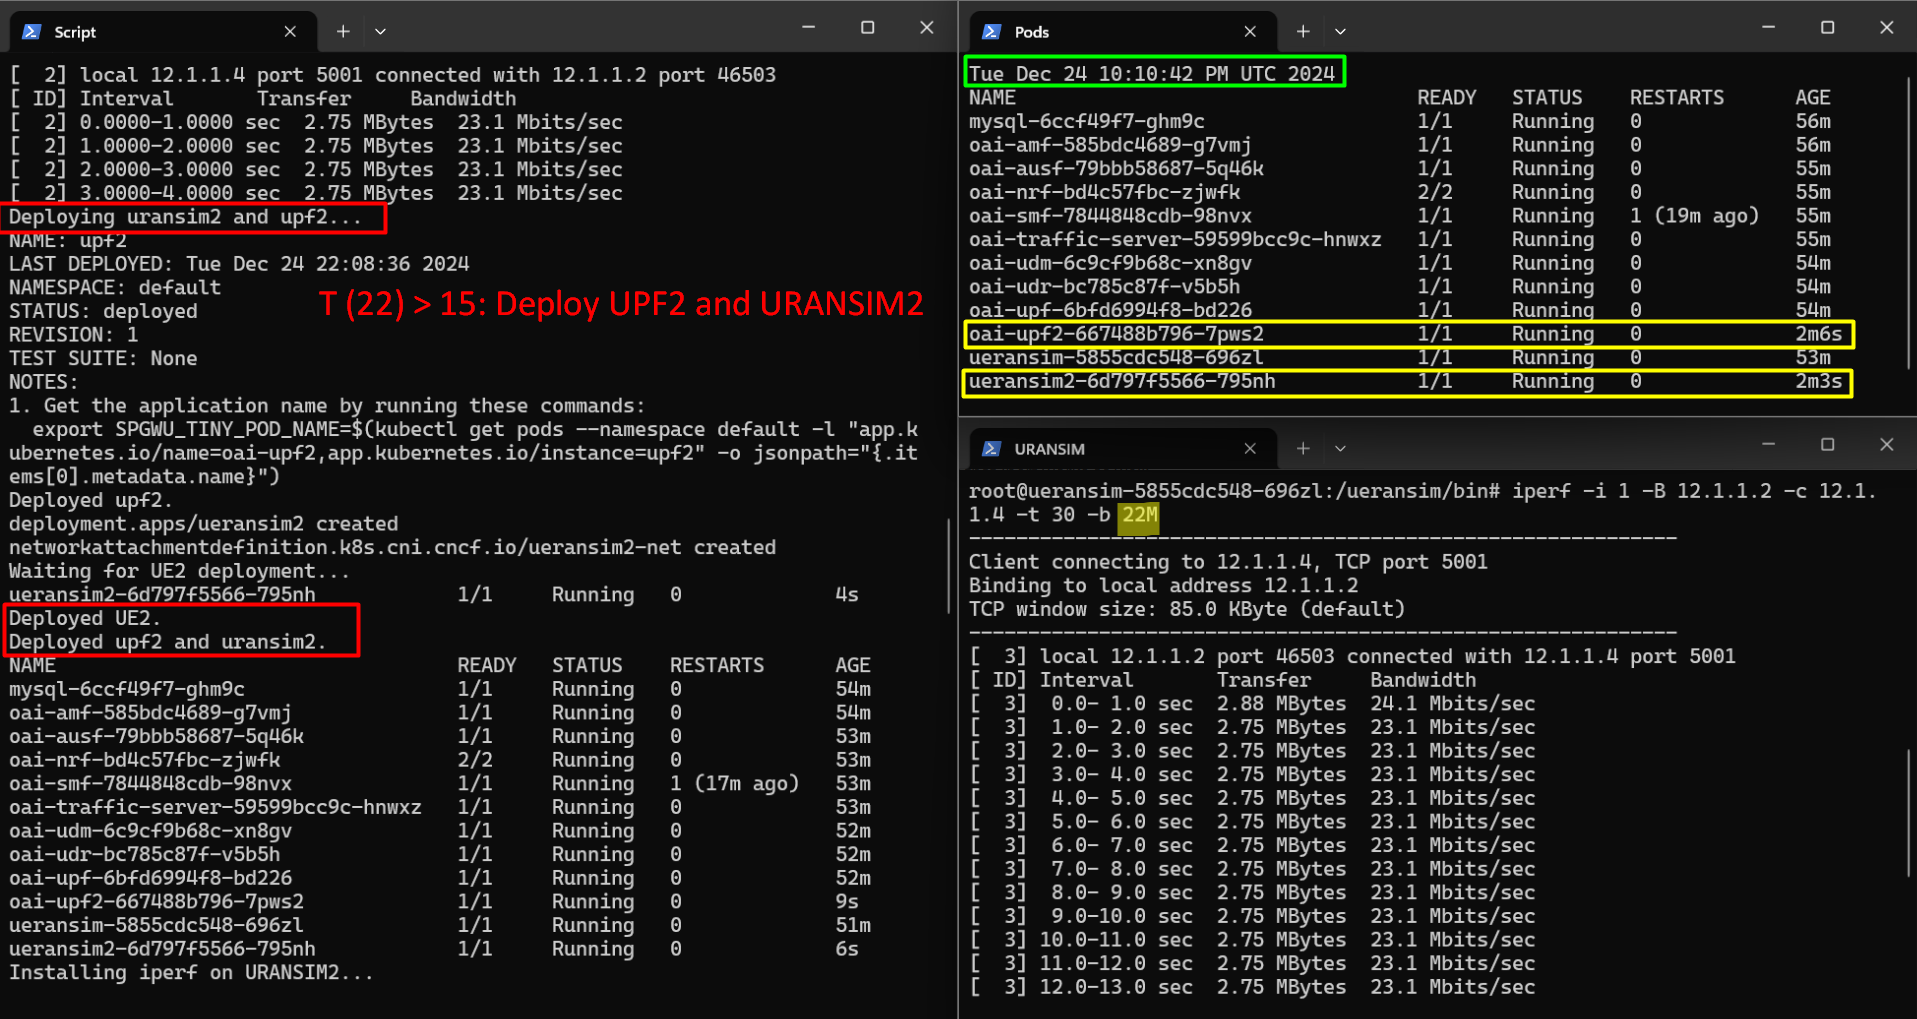 Script
[  2] local 12.1.1.4 port 5001 connected with 12.1.1.2 port 46503
[ ID] Interval       Transfer     Bandwidth
[  2] 0.0000-1.0000 sec  2.75 MBytes  23.1 Mbits/sec
[  2] 1.0000-2.0000 sec  2.75 MBytes  23.1 Mbits/sec
[  2] 2.0000-3.0000 sec  2.75 MBytes  23.1 Mbits/sec
[  2] 3.0000-4.0000 sec  2.75 MBytes  23.1 Mbits/sec
Deploying uransim2 and upf2...
NAME: upf2
LAST DEPLOYED: Tue Dec 24 22:08:36 2024
NAMESPACE: default
STATUS: deployed
T (22) > 15: Deploy UPF2 and URANSIM2
REVISION: 1
TEST SUITE: None
NOTES:
1. Get the application name by running these commands:
  export SPGWU_TINY_POD_NAME=$(kubectl get pods --namespace default -l "app.k
ubernetes.io/name=oai-upf2,app.kubernetes.io/instance=upf2" -o jsonpath="{.it
ems[0].metadata.name}")
Deployed upf2.
deployment.apps/ueransim2 created
networkattachmentdefinition.k8s.cni.cncf.io/ueransim2-net created
Waiting for UE2 deployment...
ueransim2-6d797f5566-795nh            1/1     Running   0             4s
Deployed UE2.
Deployed upf2 and uransim2.
NAME                                  READY   STATUS    RESTARTS      AGE
mysql-6ccf49f7-ghm9c                  1/1     Running   0             54m
oai-amf-585bdc4689-g7vmj              1/1     Running   0             54m
oai-ausf-79bbb58687-5q46k             1/1     Running   0             53m
oai-nrf-bd4c57fbc-zjwfk               2/2     Running   0             53m
oai-smf-7844848cdb-98nvx              1/1     Running   1 (17m ago)   53m
oai-traffic-server-59599bcc9c-hnwxz   1/1     Running   0             53m
oai-udm-6c9cf9b68c-xn8gv              1/1     Running   0             52m
oai-udr-bc785c87f-v5b5h               1/1     Running   0             52m
oai-upf-6bfd6994f8-bd226              1/1     Running   0             52m
oai-upf2-667488b796-7pws2             1/1     Running   0             9s
ueransim-5855cdc548-696zl             1/1     Running   0             51m
ueransim2-6d797f5566-795nh            1/1     Running   0             6s
Installing iperf on URANSIM2...
Pods
Tue Dec 24 10:10:42 PM UTC 2024
NAME                                  READY   STATUS    RESTARTS      AGE
mysql-6ccf49f7-ghm9c                  1/1     Running   0             56m
oai-amf-585bdc4689-g7vmj              1/1     Running   0             56m
oai-ausf-79bbb58687-5q46k             1/1     Running   0             55m
oai-nrf-bd4c57fbc-zjwfk               2/2     Running   0             55m
oai-smf-7844848cdb-98nvx              1/1     Running   1 (19m ago)   55m
oai-traffic-server-59599bcc9c-hnwxz   1/1     Running   0             55m
oai-udm-6c9cf9b68c-xn8gv              1/1     Running   0             54m
oai-udr-bc785c87f-v5b5h               1/1     Running   0             54m
oai-upf-6bfd6994f8-bd226              1/1     Running   0             54m
oai-upf2-667488b796-7pws2             1/1     Running   0             2m6s
ueransim-5855cdc548-696zl             1/1     Running   0             53m
ueransim2-6d797f5566-795nh            1/1     Running   0             2m3s
URANSIM
root@ueransim-5855cdc548-696zl:/ueransim/bin# iperf -i 1 -B 12.1.1.2 -c 12.1.
1.4 -t 30 -b 22M
------------------------------------------------------------
Client connecting to 12.1.1.4, TCP port 5001
Binding to local address 12.1.1.2
TCP window size: 85.0 KByte (default)
------------------------------------------------------------
[  3] local 12.1.1.2 port 46503 connected with 12.1.1.4 port 5001
[ ID] Interval       Transfer     Bandwidth
[  3]  0.0- 1.0 sec  2.88 MBytes  24.1 Mbits/sec
[  3]  1.0- 2.0 sec  2.75 MBytes  23.1 Mbits/sec
[  3]  2.0- 3.0 sec  2.75 MBytes  23.1 Mbits/sec
[  3]  3.0- 4.0 sec  2.75 MBytes  23.1 Mbits/sec
[  3]  4.0- 5.0 sec  2.75 MBytes  23.1 Mbits/sec
[  3]  5.0- 6.0 sec  2.75 MBytes  23.1 Mbits/sec
[  3]  6.0- 7.0 sec  2.75 MBytes  23.1 Mbits/sec
[  3]  7.0- 8.0 sec  2.75 MBytes  23.1 Mbits/sec
[  3]  8.0- 9.0 sec  2.75 MBytes  23.1 Mbits/sec
[  3]  9.0-10.0 sec  2.75 MBytes  23.1 Mbits/sec
[  3] 10.0-11.0 sec  2.75 MBytes  23.1 Mbits/sec
[  3] 11.0-12.0 sec  2.75 MBytes  23.1 Mbits/sec
[  3] 12.0-13.0 sec  2.75 MBytes  23.1 Mbits/sec